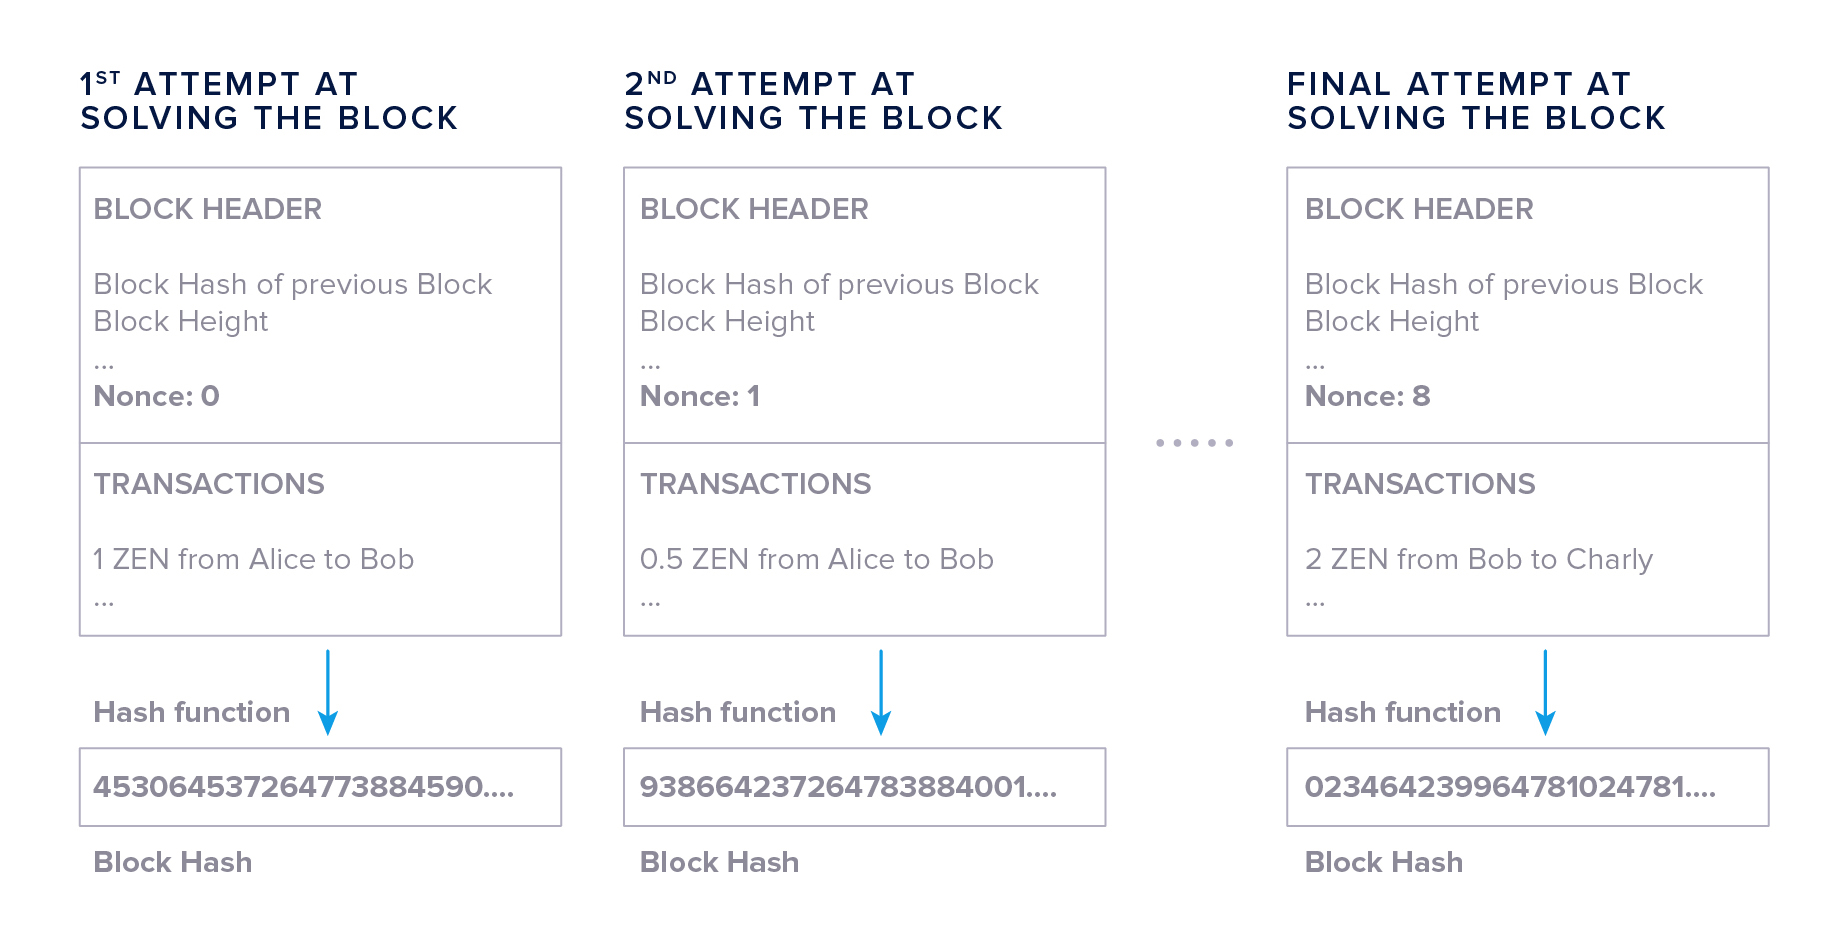 1ST ATTEMPT AT
SOLVING THE BLOCK
BLOCK HEADER
Block Hash of previous Block
Block Height
...
Nonce: 0
TRANSACTIONS
1 ZEN from Alice to Bob
...
Hash function
453064537264773884590....
Block Hash
2ND ATTEMPT AT
SOLVING THE BLOCK
BLOCK HEADER
Block Hash of previous Block
Block Height
...
Nonce: 1
TRANSACTIONS
0.5 ZEN from Alice to Bob
...
Hash function
938664237264783884001....
Block Hash
.....
FINAL ATTEMPT AT
SOLVING THE BLOCK
BLOCK HEADER
Block Hash of previous Block
Block Height
...
Nonce: 8
TRANSACTIONS
2 ZEN from Bob to Charly
...
Hash function
023464239964781024781....
Block Hash